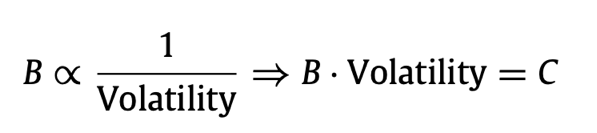 B ∝ 1 / Volatility ⇒ B · Volatility = C